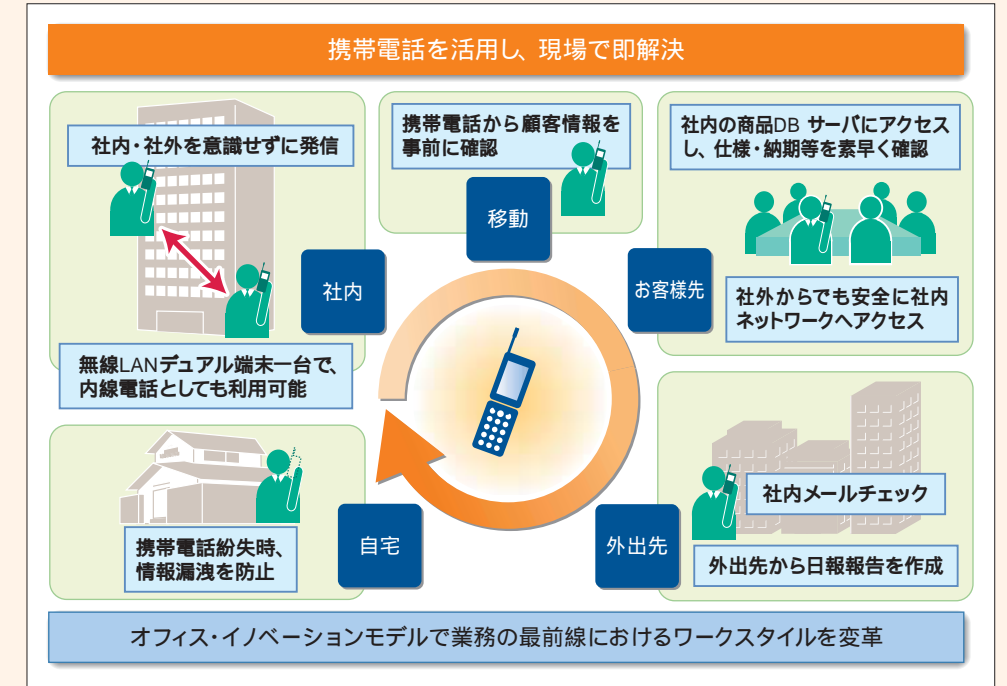 携帯電話を活用し、現場で即解決
社内・社外を意識せずに発信
社内
無線LANデュアル端末一台で、
内線電話としても利用可能
携帯電話から顧客情報を
事前に確認
移動
社内の商品DB サーバにアクセス
し、仕様・納期等を素早く確認
お客様先
社外からでも安全に社内
ネットワークへアクセス
社内メールチェック
外出先
外出先から日報報告を作成
自宅
携帯電話紛失時、
情報漏洩を防止
オフィス・イノベーションモデルで業務の最前線におけるワークスタイルを変革